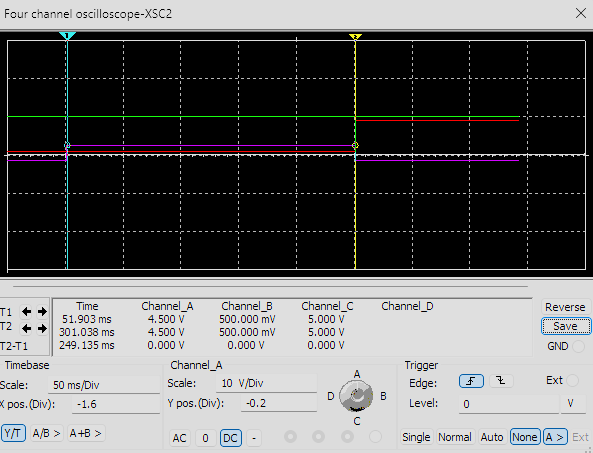 Four channel oscilloscope-XSC2
1 2
Time Channel_A Channel_B Channel_C Channel_D
T1 51.903 ms 4.500 V 500.000 mV 5.000 V
T2 301.038 ms 4.500 V 500.000 mV 5.000 V
T2-T1 249.135 ms 0.000 V 0.000 V 0.000 V
Reverse
Save
GND
Timebase
Scale: 50 ms/Div
X pos.(Div): -1.6
Y/T A/B > A+B >
Channel_A
Scale: 10 V/Div
Y pos.(Div): -0.2
AC 0 DC -
A
D B
C
Trigger
Edge: Ext
Level: 0 V
Single Normal Auto None A > Ext